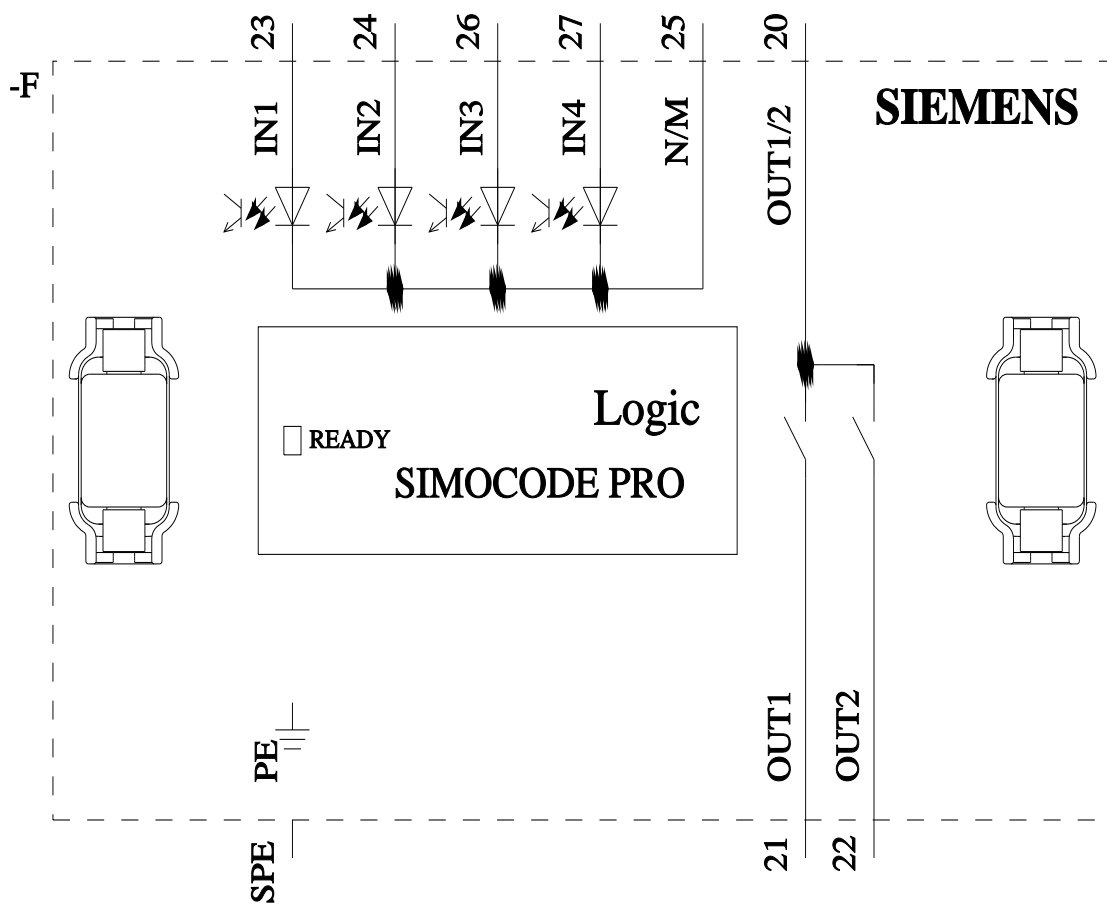 23
24
26
27
25
20
-F
SIEMENS
IN1
IN2
IN3
IN4
N/M
OUT1/2
Logic
READY
SIMOCODE PRO
OUT1
OUT2
PE
SPE
21
22